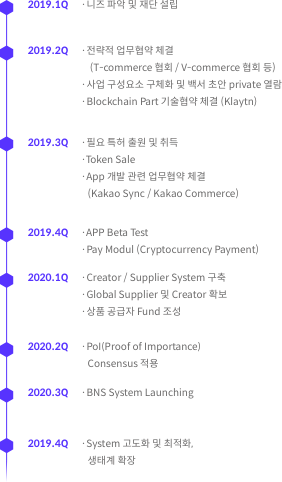 2019.1Q · 니즈 파악 및 재단 설립
2019.2Q · 전략적 업무협약 체결
(T-commerce 협회 / V-commerce 협회 등)
· 사업 구성요소 구체화 및 백서 초안 private 열람
· Blockchain Part 기술협약 체결 (Klaytn)
2019.3Q · 필요 특허 출원 및 취득
· Token Sale
· App 개발 관련 업무협약 체결
(Kakao Sync / Kakao Commerce)
2019.4Q · APP Beta Test
· Pay Modul (Cryptocurrency Payment)
2020.1Q · Creator / Supplier System 구축
· Global Supplier 및 Creator 확보
· 상품 공급자 Fund 조성
2020.2Q · PoI(Proof of Importance)
Consensus 적용
2020.3Q · BNS System Launching
2019.4Q · System 고도화 및 최적화,
생태계 확장